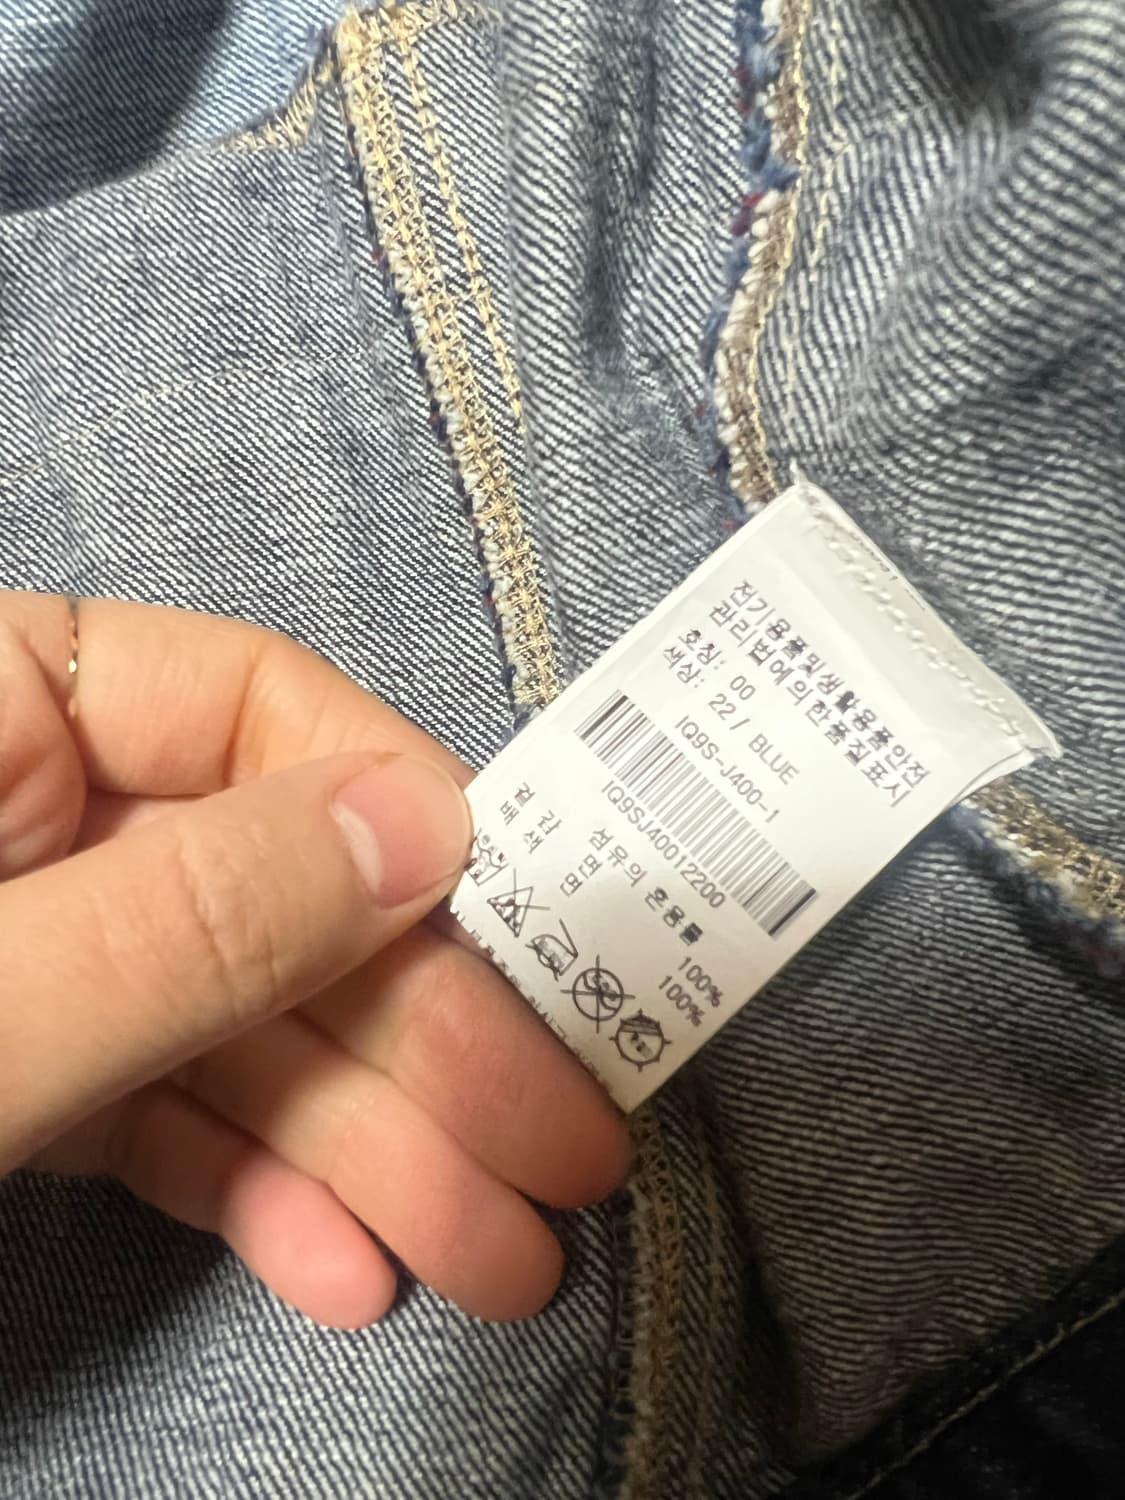 전기용품및생활용품안전
관리법에의한품질표시
호칭: 00
색상: 22 / BLUE
IQ9S-J400-1
IQ9SJ40012200
섬유의 혼용률
겉 감 면 100%
배 색 면 100%